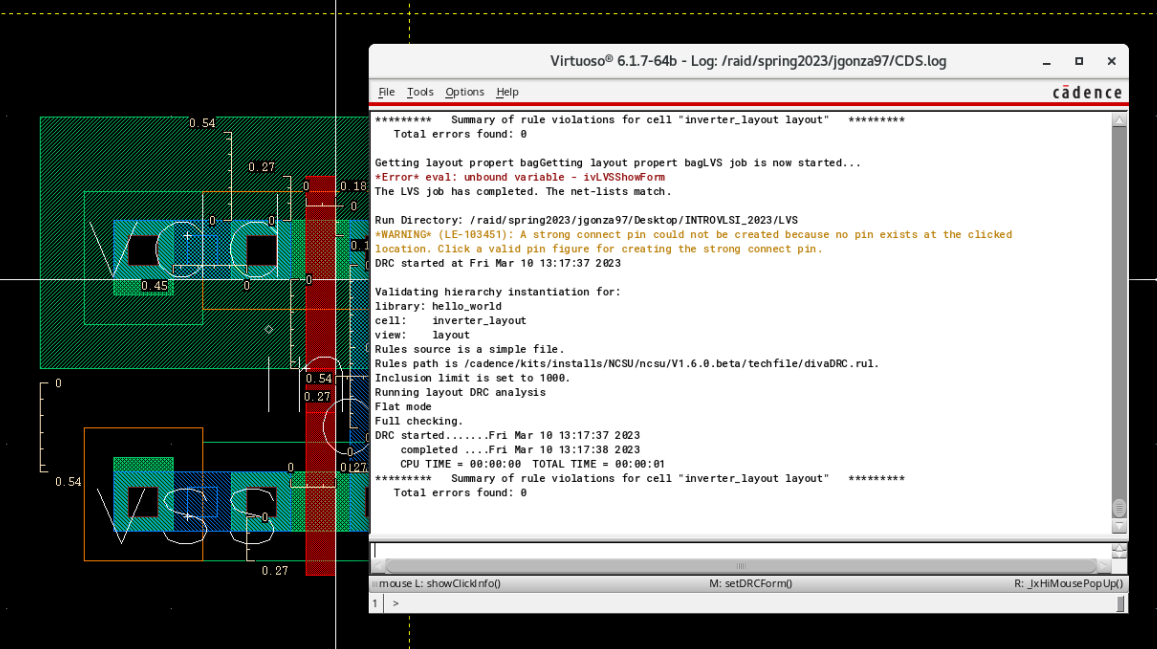 Virtuoso® 6.1.7-64b - Log: /raid/spring2023/jgonza97/CDS.log
File Tools Options Help
cādence
********* Summary of rule violations for cell "inverter_layout layout" *********
Total errors found: 0
Getting layout propert bagGetting layout propert bagLVS job is now started...
*Error* eval: unbound variable - ivLVSShowForm
The LVS job has completed. The net-lists match.
Run Directory: /raid/spring2023/jgonza97/Desktop/INTROVLSI_2023/LVS
*WARNING* (LE-103451): A strong connect pin could not be created because no pin exists at the clicked
location. Click a valid pin figure for creating the strong connect pin.
DRC started at Fri Mar 10 13:17:37 2023
Validating hierarchy instantiation for:
library: hello_world
cell: inverter_layout
view: layout
Rules source is a simple file.
Rules path is /cadence/kits/installs/NCSU/ncsu/V1.6.0.beta/techfile/divaDRC.rul.
Inclusion limit is set to 1000.
Running layout DRC analysis
Flat mode
Full checking.
DRC started.......Fri Mar 10 13:17:37 2023
completed ....Fri Mar 10 13:17:38 2023
CPU TIME = 00:00:00 TOTAL TIME = 00:00:01
********* Summary of rule violations for cell "inverter_layout layout" *********
Total errors found: 0
mouse L: showClickInfo() M: setDRCForm() R: _lxHiMousePopUp()
1 >
0.54
0.27
0 0.18
0
0 0
VDD
0.45 0 0
0
0.54
0.27
0 0.27
0.54
VSS
0
0.27